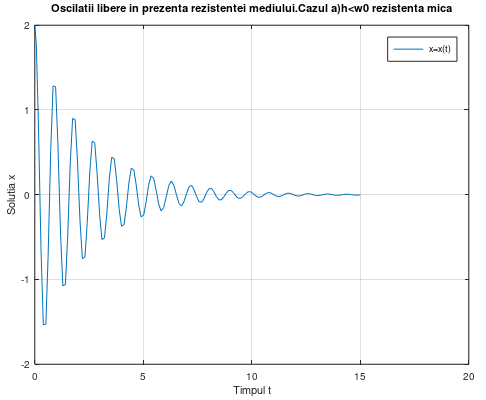 Oscilatii libere in prezenta rezistentei mediului.Cazul a)h<w0 rezistenta mica
x=x(t)
2
1
0
-1
-2
Solutia x
0
5
10
15
20
Timpul t